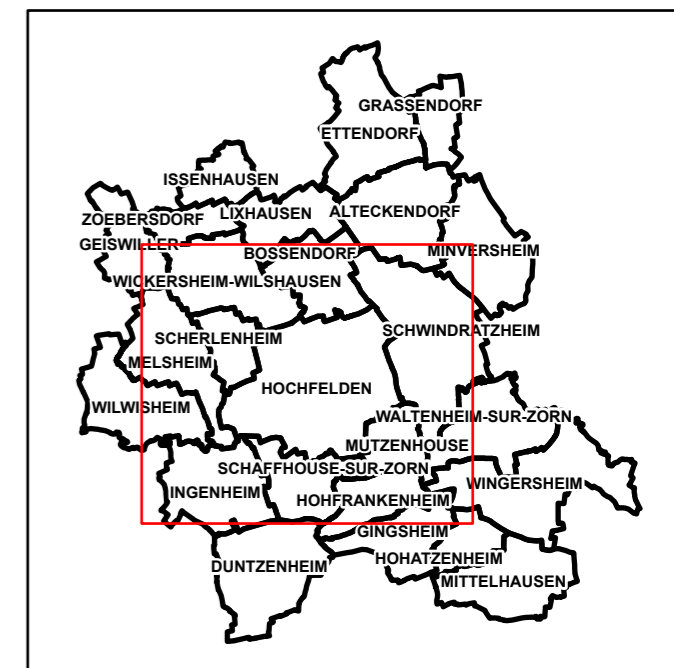 GRASSENDORF
ETTENDORF
ISSENHAUSEN
ZOEBERSDORF
LIXHAUSEN
ALTECKENDORF
GEISWILLER
BOSSENDORF
MINVERSHEIM
WICKERSHEIM-WILSHAUSEN
SCHERLENHEIM
SCHWINDRATZHEIM
MELSHEIM
HOCHFELDEN
WILWISHEIM
WALTENHEIM-SUR-ZORN
MUTZENHOUSE
SCHAFFHOUSE-SUR-ZORN
INGENHEIM
HOHFRANKENHEIM
WINGERSHEIM
GINGSHEIM
DUNTZENHEIM
HOHATZENHEIM
MITTELHAUSEN